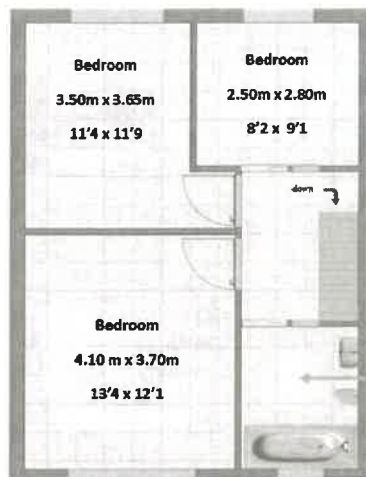 Bedroom
3.50m x 3.65m
11'4 x 11'9
Bedroom
2.50m x 2.80m
8'2 x 9'1
down
Bedroom
4.10 m x 3.70m
13'4 x 12'1